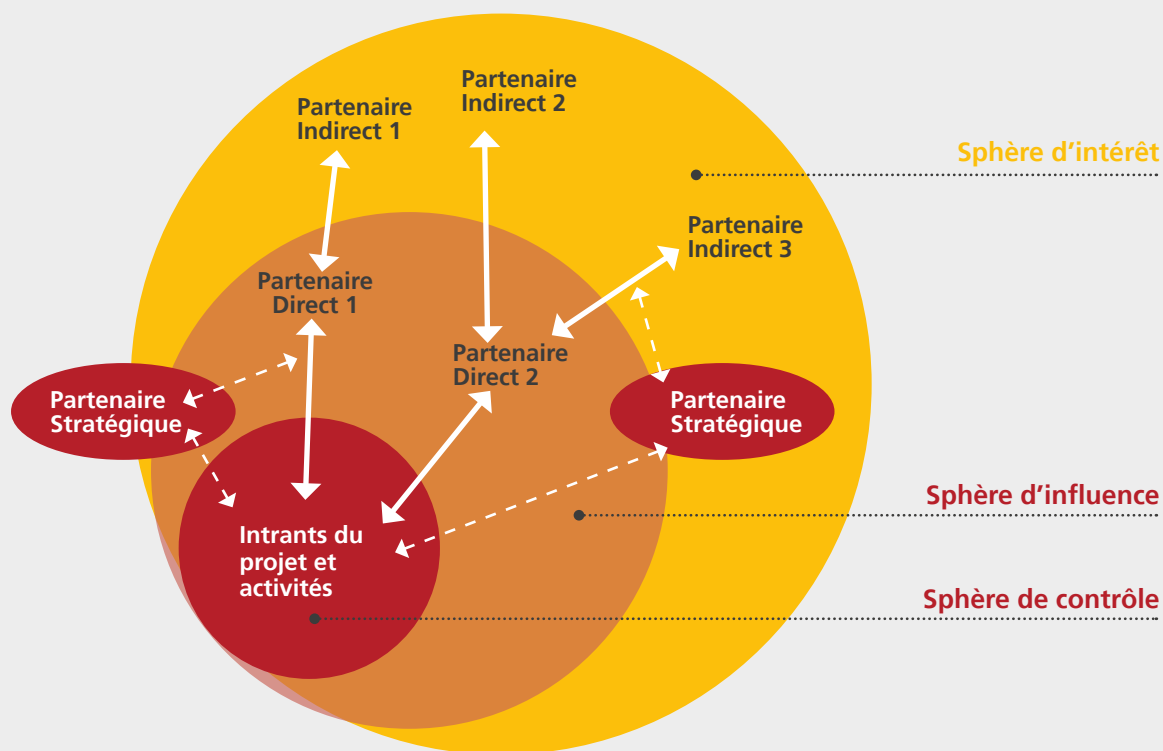 Partenaire
Indirect 1
Partenaire
Indirect 2
Sphère d’intérêt
Partenaire
Indirect 3
Partenaire
Direct 1
Partenaire
Direct 2
Partenaire
Stratégique
Partenaire
Stratégique
Sphère d’influence
Intrants du
projet et
activités
Sphère de contrôle